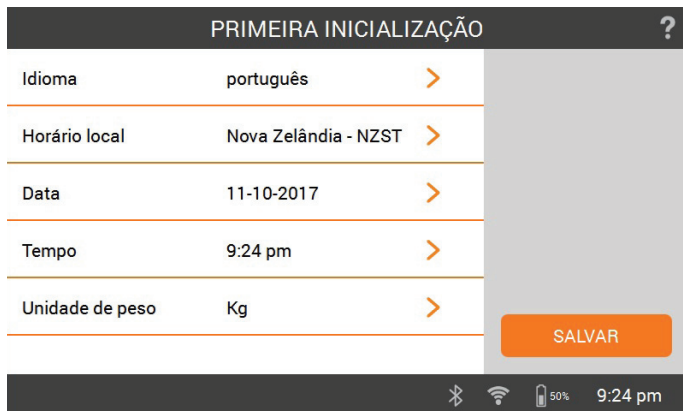 PRIMEIRA INICIALIZAÇÃO ?
Idioma português
Horário local Nova Zelândia - NZST
Data 11-10-2017
Tempo 9:24 pm
Unidade de peso Kg
SALVAR
50% 9:24 pm